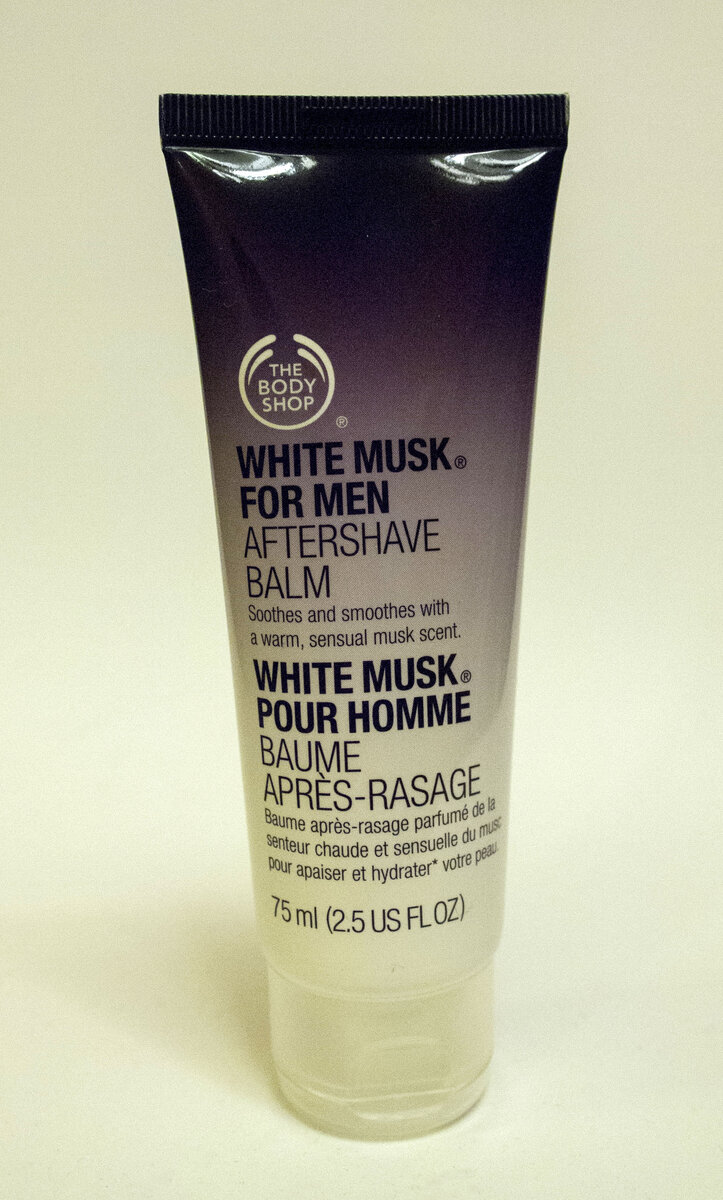 THE
BODY
SHOP
®
WHITE MUSK®
FOR MEN
AFTERSHAVE
BALM
Soothes and smoothes with
a warm, sensual musk scent.
WHITE MUSK®
POUR HOMME
BAUME
APRÈS-RASAGE
Baume après-rasage parfumé de la
senteur chaude et sensuelle du musc
pour apaiser et hydrater* votre peau.
75 ml (2.5 US FL OZ)